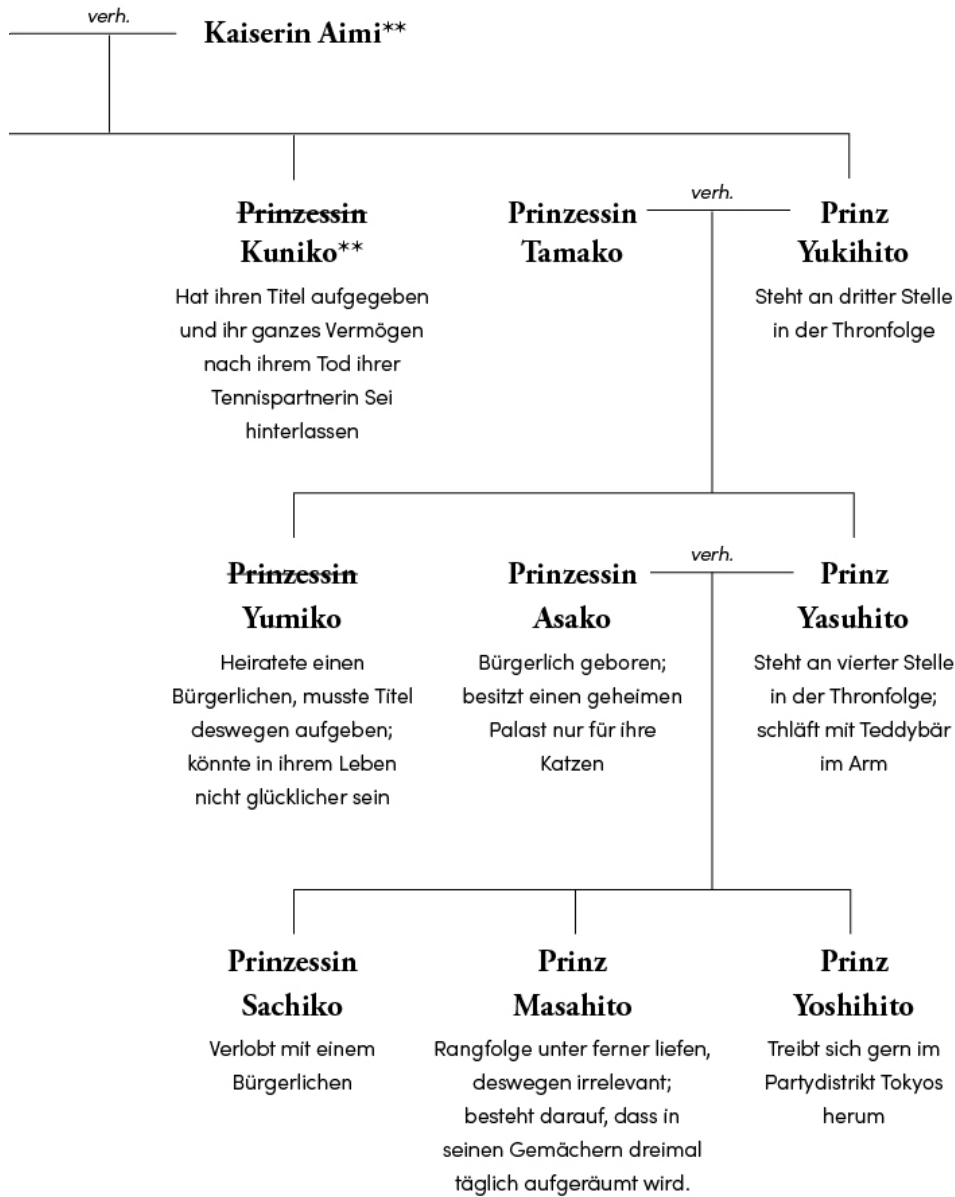 verh.
Kaiserin Aimi**
Prinzessin
Kuniko**
Hat ihren Titel aufgegeben
und ihr ganzes Vermögen
nach ihrem Tod ihrer
Tennispartnerin Sei
hinterlassen
Prinzessin
Tamako
verh.
Prinz
Yukihito
Steht an dritter Stelle
in der Thronfolge
Prinzessin
Yumiko
Heiratete einen
Bürgerlichen, musste Titel
deswegen aufgeben;
könnte in ihrem Leben
nicht glücklicher sein
Prinzessin
Asako
Bürgerlich geboren;
besitzt einen geheimen
Palast nur für ihre
Katzen
verh.
Prinz
Yasuhito
Steht an vierter Stelle
in der Thronfolge;
schläft mit Teddybär
im Arm
Prinzessin
Sachiko
Verlobt mit einem
Bürgerlichen
Prinz
Masahito
Rangfolge unter ferner liefen,
deswegen irrelevant;
besteht darauf, dass in
seinen Gemächern dreimal
täglich aufgeräumt wird.
Prinz
Yoshihito
Treibt sich gern im
Partydistrikt Tokyos
herum